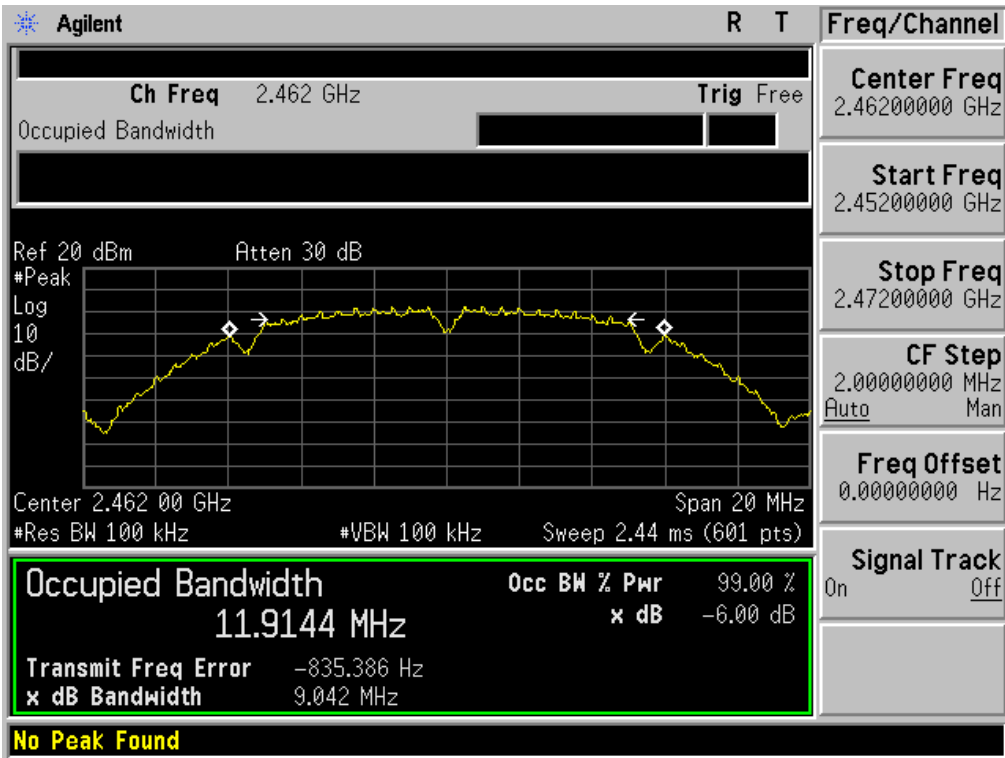 Agilent R T Freq/Channel
Ch Freq 2.462 GHz Trig Free
Occupied Bandwidth
Center Freq
2.46200000 GHz
Start Freq
2.45200000 GHz
Stop Freq
2.47200000 GHz
CF Step
2.00000000 MHz
Auto Man
Freq Offset
0.00000000 Hz
Signal Track
On Off
Ref 20 dBm Atten 30 dB
#Peak
Log
10
dB/
Center 2.462 00 GHz Span 20 MHz
#Res BW 100 kHz #VBW 100 kHz Sweep 2.44 ms (601 pts)
Occupied Bandwidth Occ BW % Pwr 99.00 %
11.9144 MHz x dB -6.00 dB
Transmit Freq Error -835.386 Hz
x dB Bandwidth 9.042 MHz
No Peak Found